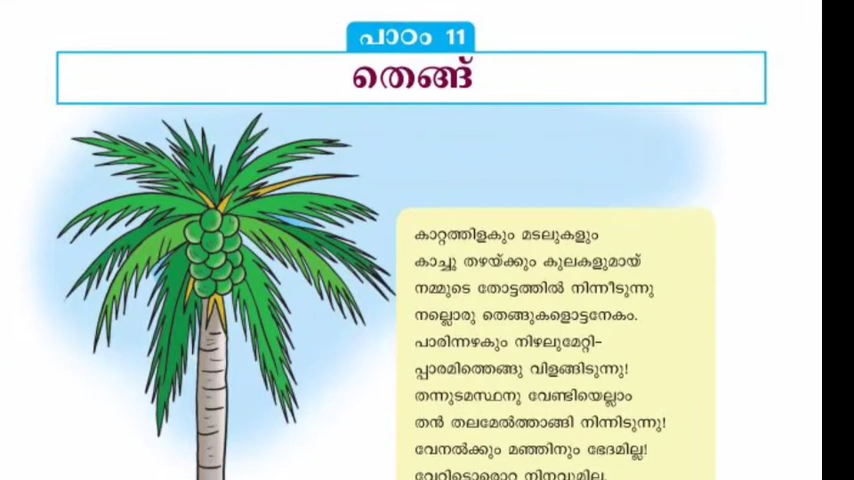 പാഠം 11
തെങ്ങ്
കാറ്റത്തിളകും മടലുകളും
കാച്ചു തഴയ്ക്കും കുലകളുമായ്
നമ്മുടെ തോട്ടത്തിൽ നിന്നീടുന്നു
നല്ലൊരു തെങ്ങുകളൊട്ടനേകം.
പാരിന്നഴകും നിഴലുമേറ്റി-
പ്പാരമിത്തെങ്ങു വിളങ്ങിടുന്നു!
തന്നുടമസ്ഥനു വേണ്ടിയെല്ലാം
തൻ തലമേൽത്താങ്ങി നിന്നിടുന്നു!
വേനൽക്കും മഞ്ഞിനും ഭേദമില്ല!